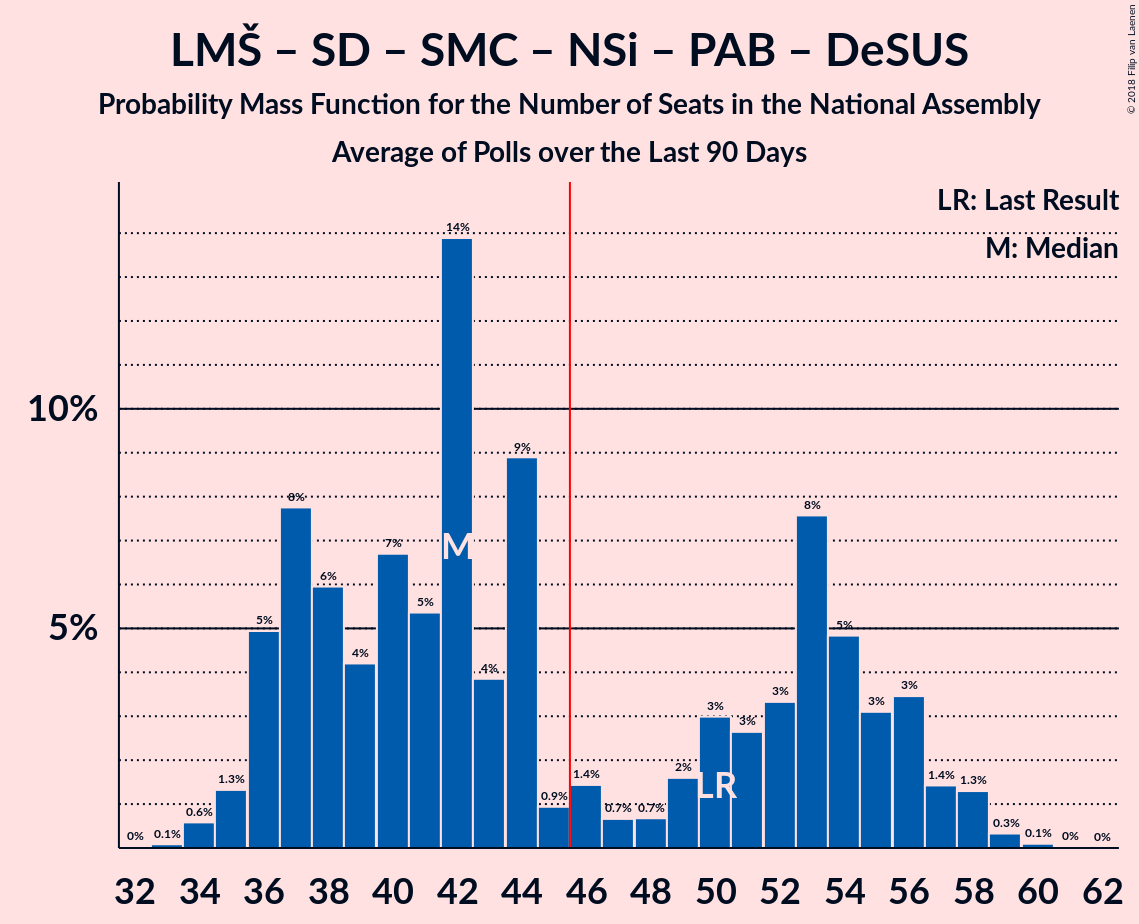 LMŠ – SD – SMC – NSi – PAB – DeSUS
Probability Mass Function for the Number of Seats in the National Assembly
Average of Polls over the Last 90 Days
© 2018 Filip van Laenen
LR: Last Result
M: Median
10%
5%
0% 0.1% 0.6% 1.3% 5% 8% 6% 4% 7% 5% 14% 4% 9% 0.9% 1.4% 0.7% 0.7% 2% 3% 3% 3% 8% 5% 3% 3% 1.4% 1.3% 0.3% 0.1% 0% 0%
M
LR
32 34 36 38 40 42 44 46 48 50 52 54 56 58 60 62